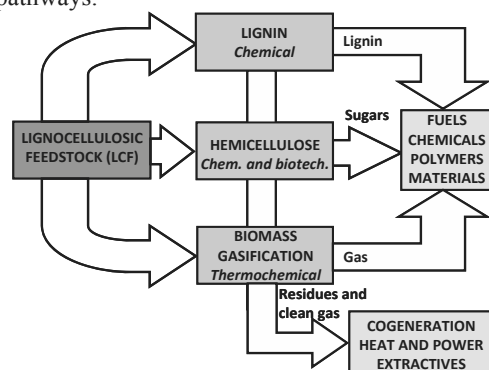 pathways.
LIGNIN
Chemical
Lignin
LIGNOCELLULOSIC
FEEDSTOCK (LCF)
HEMICELLULOSE
Chem. and biotech.
Sugars
FUELS
CHEMICALS
POLYMERS
MATERIALS
BIOMASS
GASIFICATION
Thermochemical
Gas
Residues and
clean gas
COGENERATION
HEAT AND POWER
EXTRACTIVES